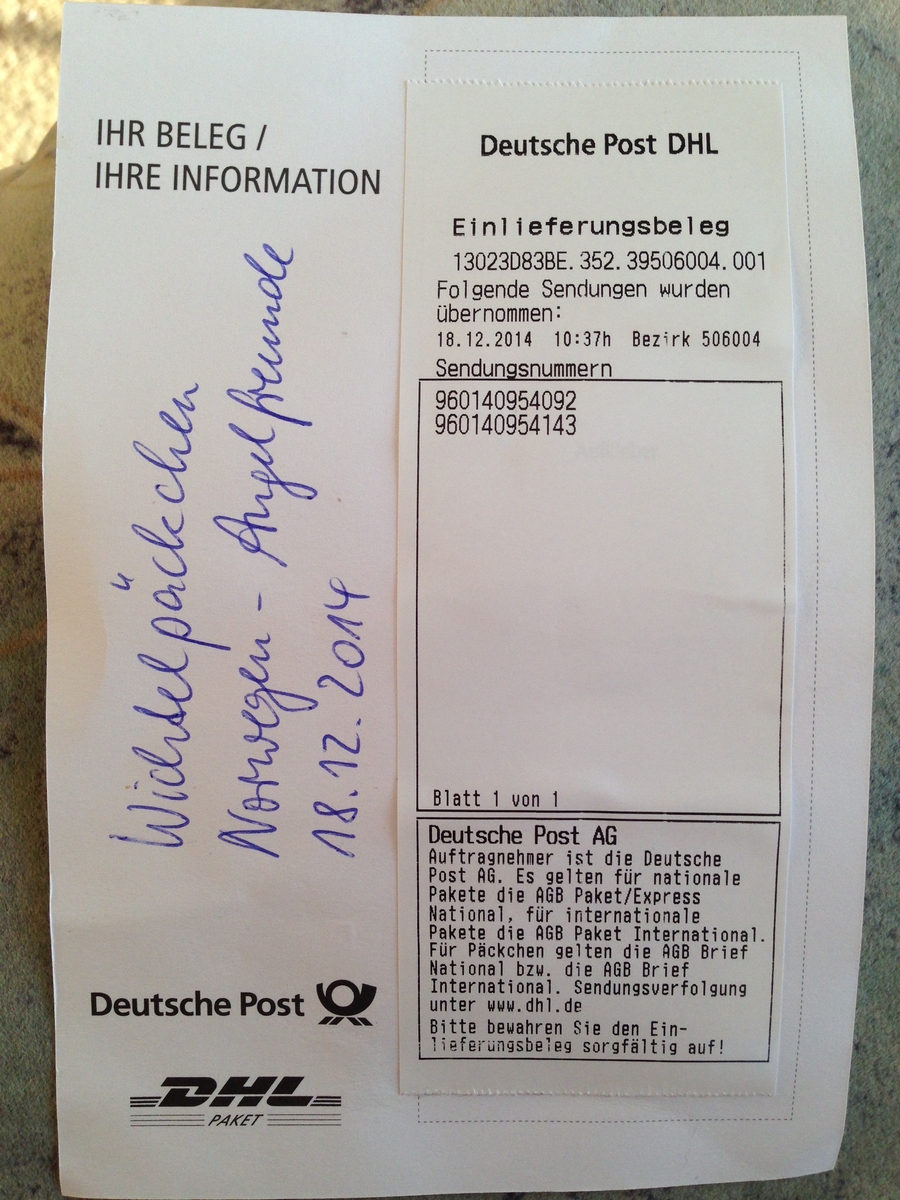 IHR BELEG /
IHRE INFORMATION
Wichtelpäckchen
Norwegen - Angelfreunde
18.12.2014
Deutsche Post
DHL
PAKET
Deutsche Post DHL
Einlieferungsbeleg
13023D83BE.352.39506004.001
Folgende Sendungen wurden
übernommen:
18.12.2014 10:37h Bezirk 506004
Sendungsnummern
960140954092
960140954143
Blatt 1 von 1
Deutsche Post AG
Auftragnehmer ist die Deutsche
Post AG. Es gelten für nationale
Pakete die AGB Paket/Express
National, für internationale
Pakete die AGB Paket International.
Für Päckchen gelten die AGB Brief
National bzw. die AGB Brief
International. Sendungsverfolgung
unter www.dhl.de
Bitte bewahren Sie den Ein-
lieferungsbeleg sorgfältig auf!